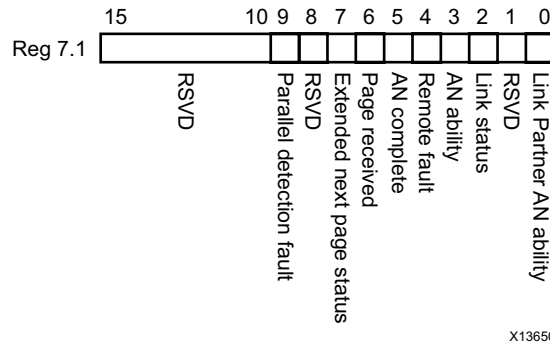 15 10 9 8 7 6 5 4 3 2 1 0
Reg 7.1
RSVD
Parallel detection fault
RSVD
Extended next page status
Page received
AN complete
Remote fault
AN ability
Link status
RSVD
Link Partner AN ability
X13650